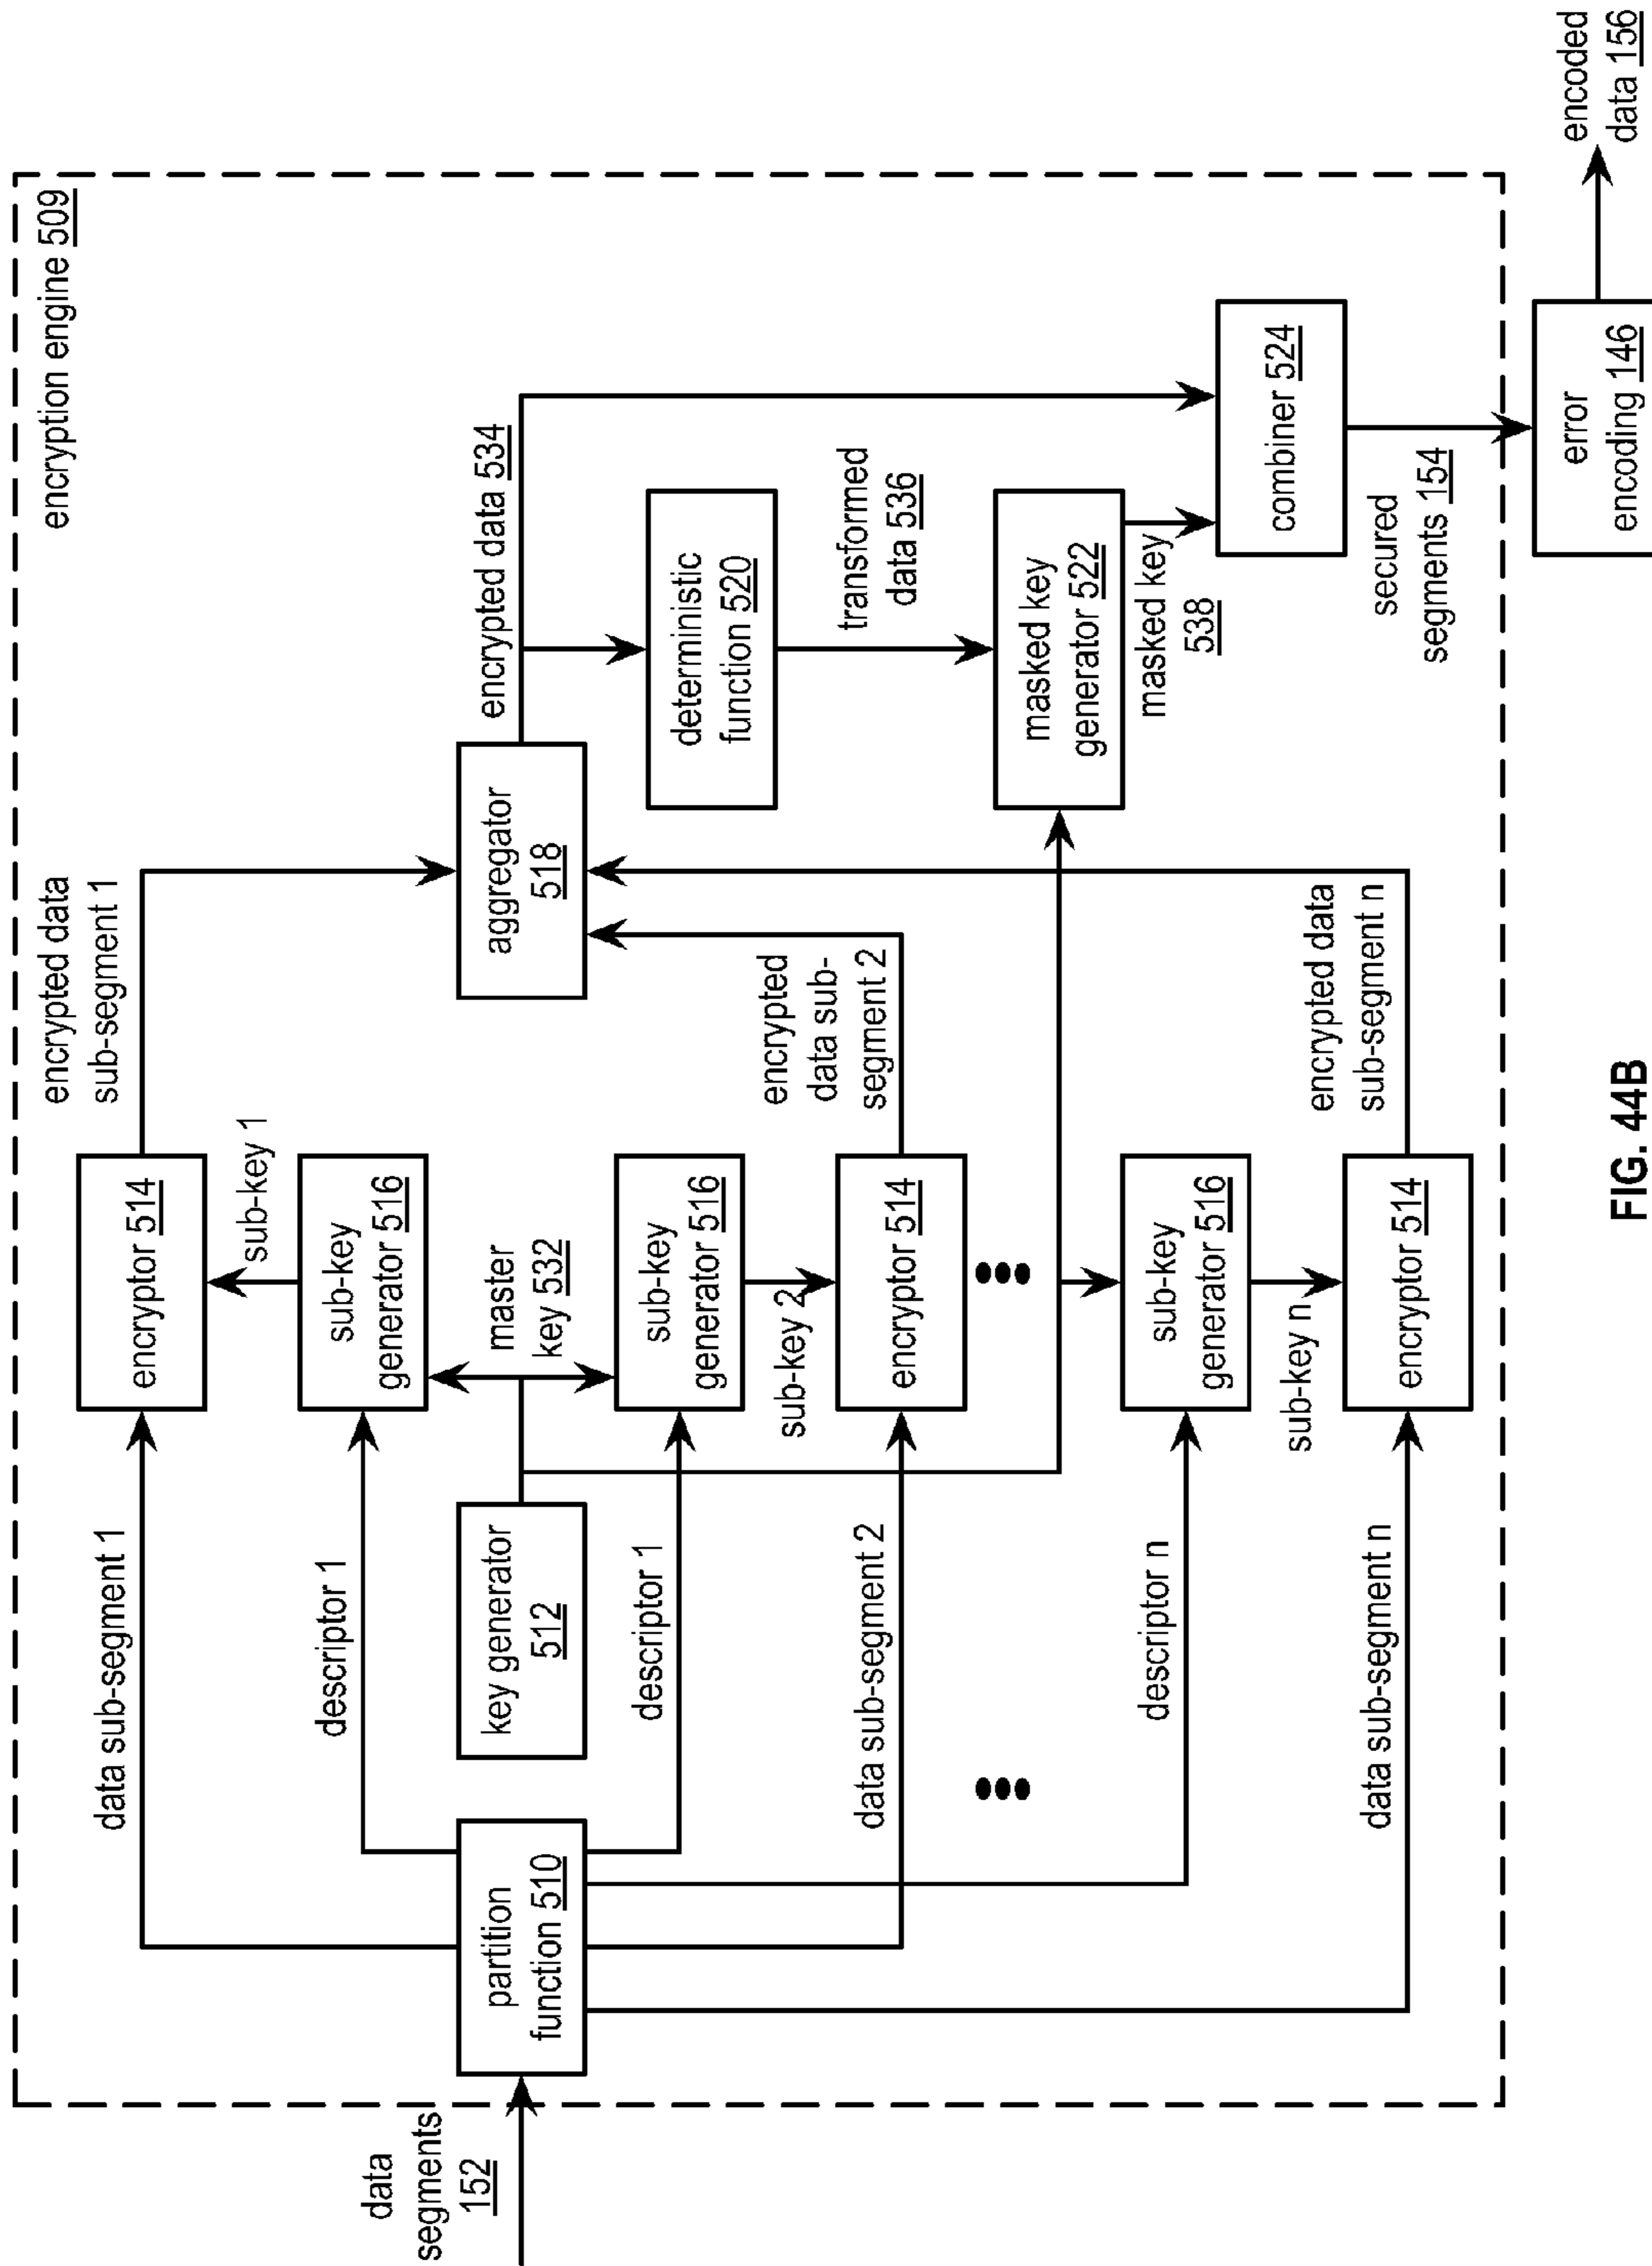 encryption engine 509
data
segments
152
partition
function 510
data sub-segment 1
descriptor 1
key generator
512
descriptor 1
data sub-segment 2
descriptor n
data sub-segment n
encryptor 514
sub-key 1
sub-key
generator 516
master
key 532
sub-key
generator 516
sub-key 2
encryptor 514
sub-key
generator 516
sub-key n
encryptor 514
encrypted data
sub-segment 1
encrypted
data sub-
segment 2
encrypted data
sub-segment n
aggregator
518
encrypted data 534
deterministic
function 520
transformed
data 536
masked key
generator 522
masked key
538
combiner 524
secured
segments 154
error
encoding 146
encoded
data 156
FIG. 44B